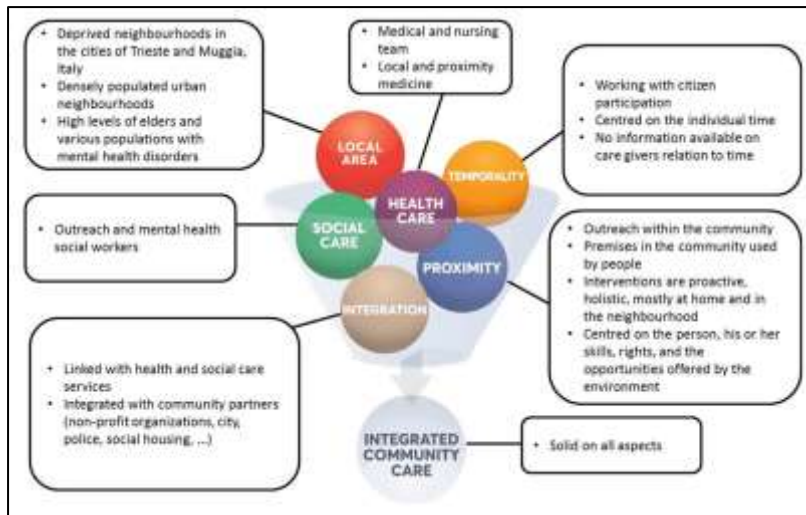 • Deprived neighbourhoods in
the cities of Trieste and Muggia,
Italy
• Densely populated urban
neighbourhoods
• High levels of elders and
various populations with
mental health disorders
• Medical and nursing
team
• Local and proximity
medicine
• Working with citizen
participation
• Centred on the individual time
• No information available on
care givers relation to time
LOCAL
AREA
TEMPORALITY
HEALTH
CARE
SOCIAL
CARE
PROXIMITY
INTEGRATION
• Outreach and mental health
social workers
• Outreach within the community
• Premises in the community used
by people
• Interventions are proactive,
holistic, mostly at home and in
the neighbourhood
• Centred on the person, his or her
skills, rights, and the
opportunities offered by the
environment
• Linked with health and social care
services
• Integrated with community partners
(non-profit organizations, city,
police, social housing, ...)
INTEGRATED
COMMUNITY
CARE
• Solid on all aspects